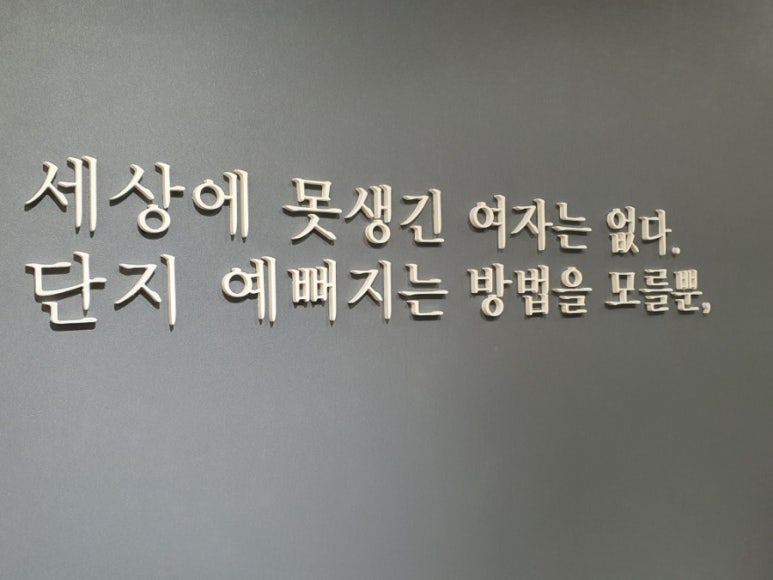 세상에 못생긴 여자는 없다.
단지 예뻐지는 방법을 모를뿐,